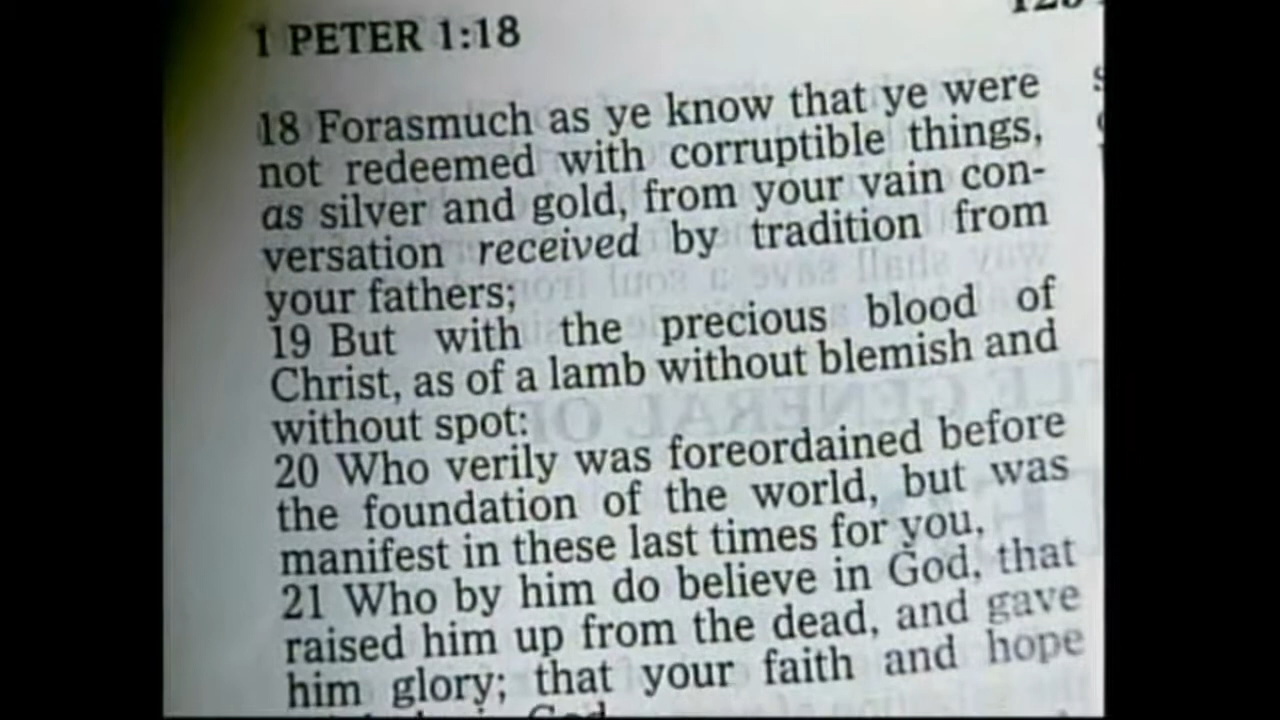 1 PETER 1:18
18 Forasmuch as ye know that ye were
not redeemed with corruptible things,
as silver and gold, from your vain con-
versation received by tradition from
your fathers;
19 But with the precious blood of
Christ, as of a lamb without blemish and
without spot:
20 Who verily was foreordained before
the foundation of the world, but was
manifest in these last times for you,
21 Who by him do believe in God, that
raised him up from the dead, and gave
him glory; that your faith and hope
God